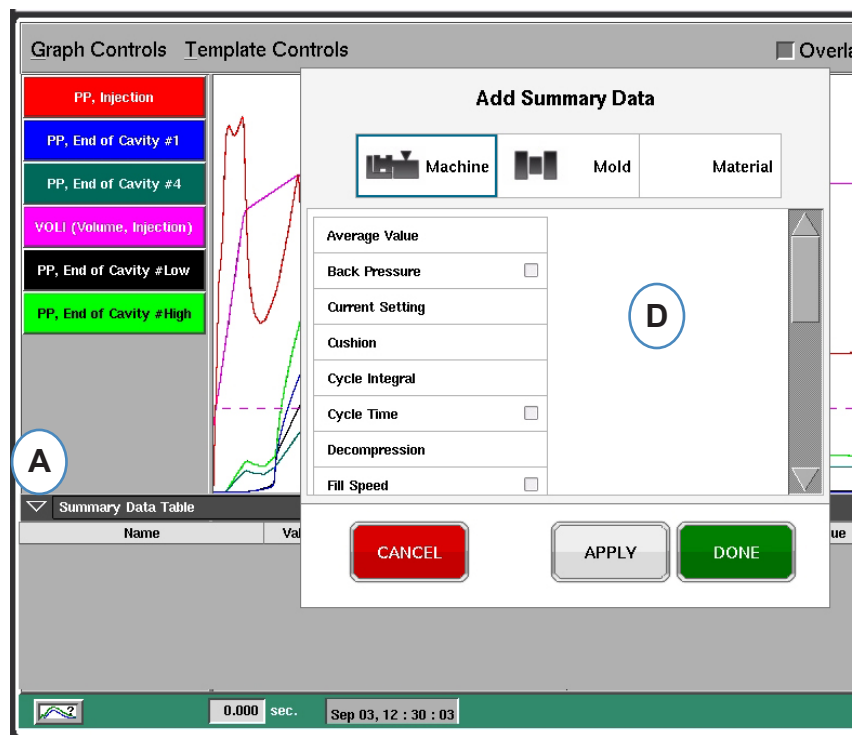 Graph Controls Template Controls
Overla
PP, Injection
PP, End of Cavity #1
PP, End of Cavity #4
VOLI (Volume, Injection)
PP, End of Cavity #Low
PP, End of Cavity #High
A
Add Summary Data
Machine Mold Material
Average Value
Back Pressure
Current Setting
Cushion
Cycle Integral
Cycle Time
Decompression
Fill Speed
D
CANCEL APPLY DONE
Summary Data Table
Name Val ue
0.000 sec. Sep 03, 12 : 30 : 03